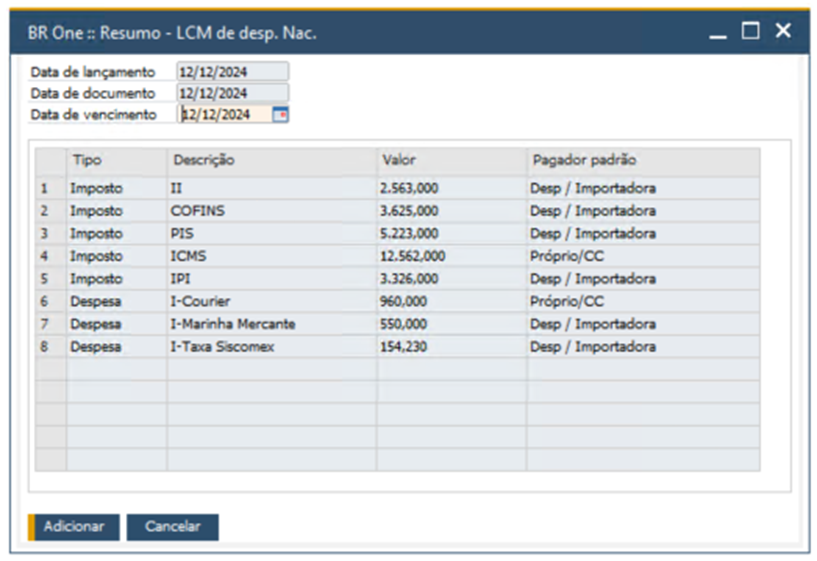 BR One :: Resumo - LCM de desp. Nac.
Data de lançamento 12/12/2024
Data de documento 12/12/2024
Data de vencimento 12/12/2024
Tipo Descrição Valor Pagador padrão
1 Imposto II 2.563,000 Desp / Importadora
2 Imposto COFINS 3.625,000 Desp / Importadora
3 Imposto PIS 5.223,000 Desp / Importadora
4 Imposto ICMS 12.562,000 Próprio/CC
5 Imposto IPI 3.326,000 Desp / Importadora
6 Despesa I-Courier 960,000 Próprio/CC
7 Despesa I-Marinha Mercante 550,000 Desp / Importadora
8 Despesa I-Taxa Siscomex 154,230 Desp / Importadora
Adicionar Cancelar